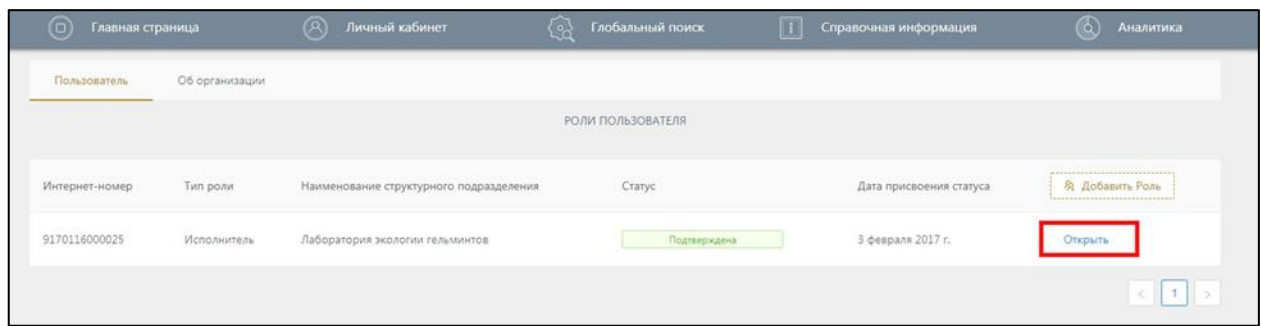 Главная страница Личный кабинет Глобальный поиск Справочная информация Аналитика
Пользователь Об организации
РОЛИ ПОЛЬЗОВАТЕЛЯ
Интернет-номер Тип роли Наименование структурного подразделения Статус Дата присвоения статуса Добавить Роль
9170116000025 Исполнитель Лаборатория экологии гельминтов Подтверждена 3 февраля 2017 г. Открыть
< 1 >